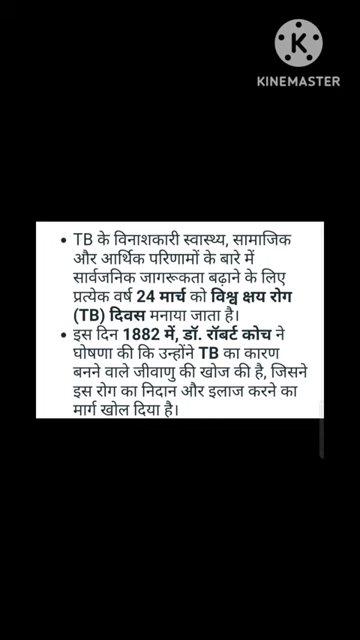 KINEMASTER
• TB के विनाशकारी स्वास्थ्य, सामाजिक
और आर्थिक परिणामों के बारे में
सार्वजनिक जागरूकता बढ़ाने के लिए
प्रत्येक वर्ष 24 मार्च को विश्व क्षय रोग
(TB) दिवस मनाया जाता है।
• इस दिन 1882 में, डॉ. रॉबर्ट कोच ने
घोषणा की कि उन्होंने TB का कारण
बनने वाले जीवाणु की खोज की है, जिसने
इस रोग का निदान और इलाज करने का
मार्ग खोल दिया है।